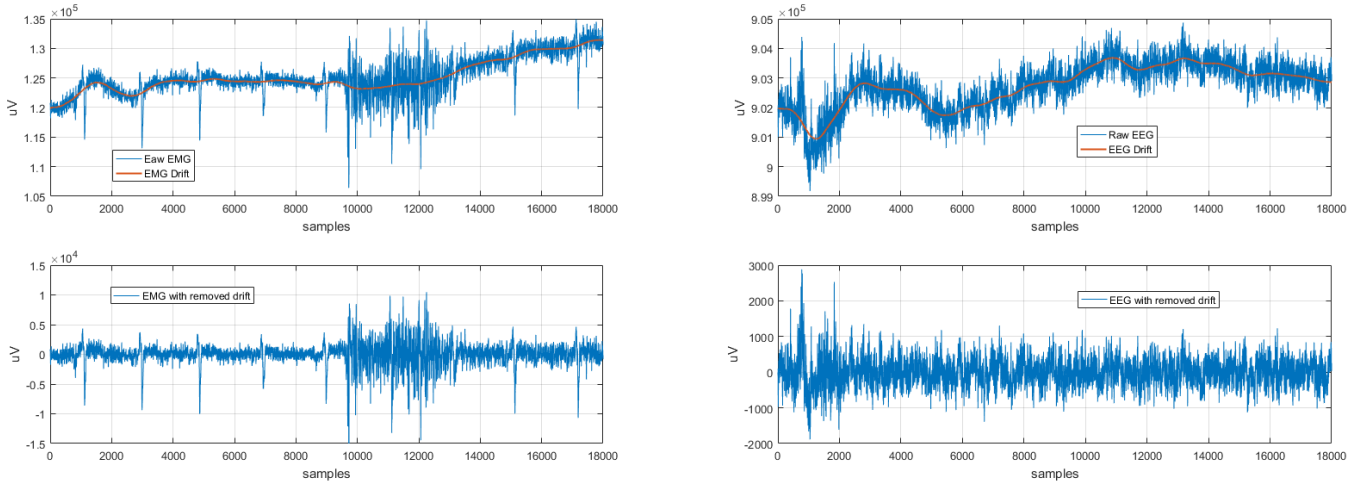 ×10^5
1.35
1.3
1.25
1.2
1.15
1.1
1.05
uV
Eaw EMG
EMG Drift
0 2000 4000 6000 8000 10000 12000 14000 16000 18000
samples
×10^5
9.05
9.04
9.03
9.02
9.01
9
8.99
uV
Raw EEG
EEG Drift
0 2000 4000 6000 8000 10000 12000 14000 16000 18000
samples
×10^4
1.5
1
0.5
0
-0.5
-1
-1.5
uV
EMG with removed drift
0 2000 4000 6000 8000 10000 12000 14000 16000 18000
samples
3000
2000
1000
0
-1000
-2000
uV
EEG with removed drift
0 2000 4000 6000 8000 10000 12000 14000 16000 18000
samples